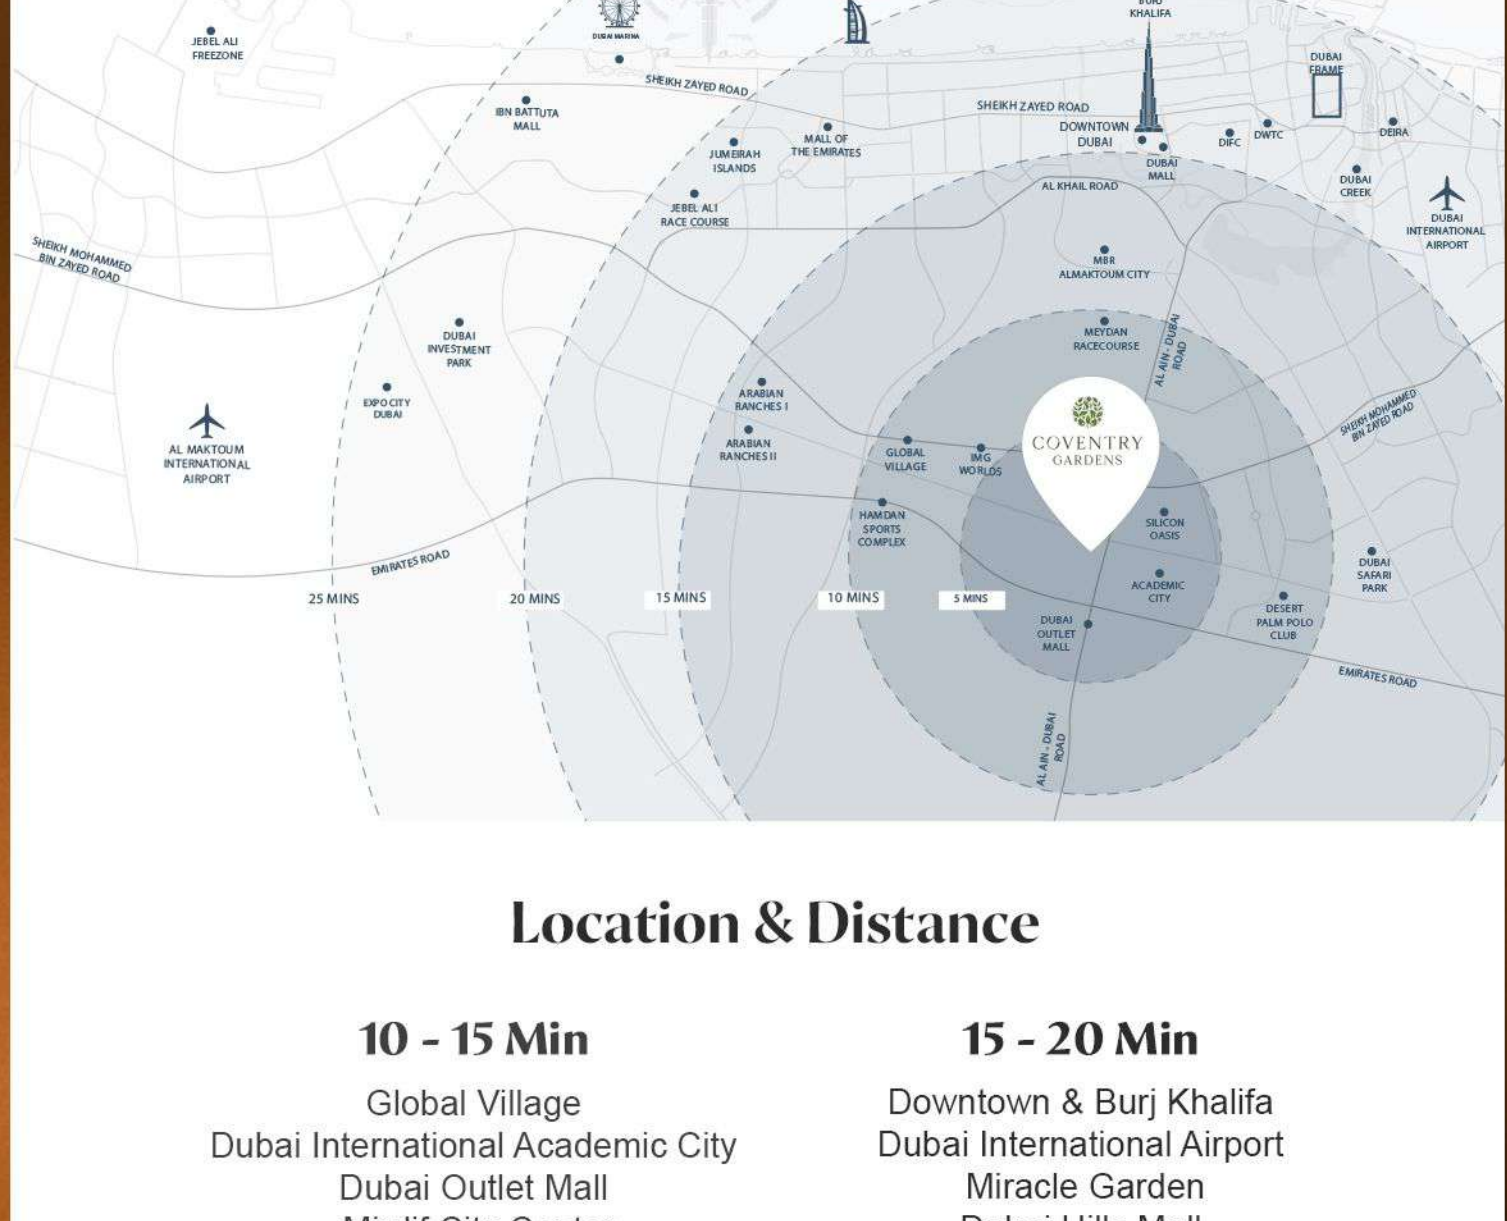 BURJ
KHALIFA
DUBAI MARINA
JEBEL ALI
FREEZONE
DUBAI
FRAME
SHEIKH ZAYED ROAD
IBN BATTUTA
MALL
SHEIKH ZAYED ROAD
DOWNTOWN
DUBAI
DIFC
DWTC
DEIRA
MALL OF
THE EMIRATES
JUMEIRAH
ISLANDS
DUBAI
MALL
DUBAI
CREEK
AL KHAIL ROAD
JEBEL ALI
RACE COURSE
DUBAI
INTERNATIONAL
AIRPORT
SHEIKH MOHAMMED
BIN ZAYED ROAD
MBR
ALMAKTOUM CITY
MEYDAN
RACECOURSE
AL AIN - DUBAI
ROAD
DUBAI
INVESTMENT
PARK
EXPO CITY
DUBAI
ARABIAN
RANCHES I
ARABIAN
RANCHES II
SHEIKH MOHAMMED
BIN ZAYED ROAD
AL MAKTOUM
INTERNATIONAL
AIRPORT
GLOBAL
VILLAGE
IMG
WORLDS
COVENTRY
GARDENS
HAMDAN
SPORTS
COMPLEX
SILICON
OASIS
EMIRATES ROAD
DUBAI
SAFARI
PARK
ACADEMIC
CITY
25 MINS
20 MINS
15 MINS
10 MINS
5 MINS
DESERT
PALM POLO
CLUB
DUBAI
OUTLET
MALL
EMIRATES ROAD
AL AIN - DUBAI
ROAD
Location & Distance
10 - 15 Min
Global Village
Dubai International Academic City
Dubai Outlet Mall
15 - 20 Min
Downtown & Burj Khalifa
Dubai International Airport
Miracle Garden
Dubai Hills Mall